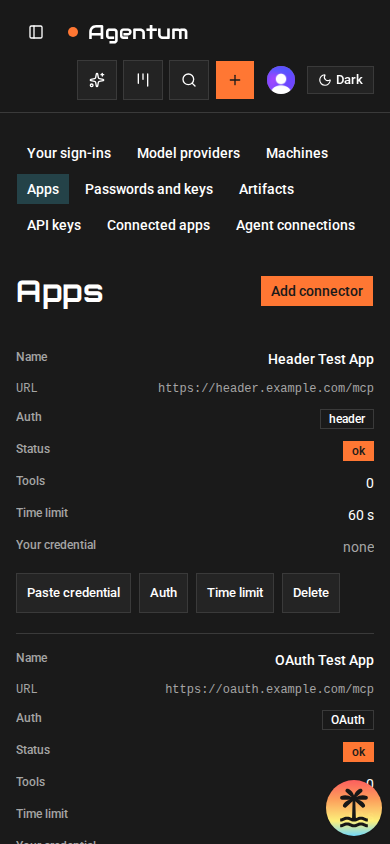 Agentum
Dark
Your sign-ins Model providers Machines
Apps Passwords and keys Artifacts
API keys Connected apps Agent connections
Apps Add connector
Name Header Test App
URL https://header.example.com/mcp
Auth header
Status ok
Tools 0
Time limit 60 s
Your credential none
Paste credential Auth Time limit Delete
Name OAuth Test App
URL https://oauth.example.com/mcp
Auth OAuth
Status ok
Tools 0
Time limit